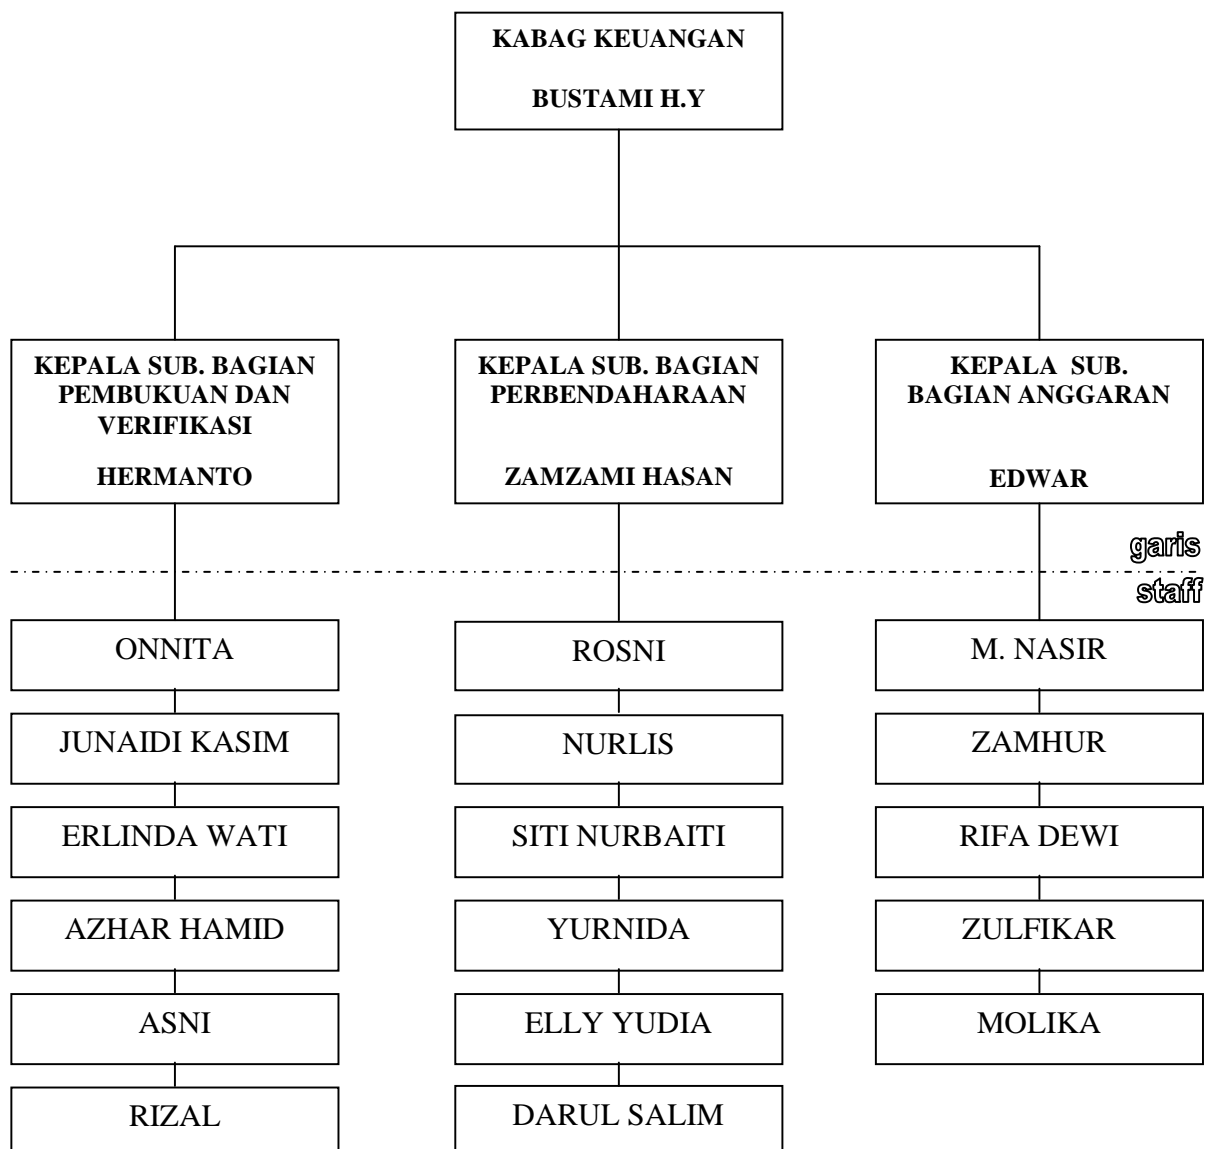 KABAG KEUANGAN
BUSTAMI H.Y
KEPALA SUB. BAGIAN
PEMBUKUAN DAN
VERIFIKASI
HERMANTO
KEPALA SUB. BAGIAN
PERBENDAHARAAN
ZAMZAMI HASAN
KEPALA SUB.
BAGIAN ANGGARAN
EDWAR
garis
staff
ONNITA
JUNAIDI KASIM
ERLINDA WATI
AZHAR HAMID
ASNI
RIZAL
ROSNI
NURLIS
SITI NURBAITI
YURNIDA
ELLY YUDIA
DARUL SALIM
M. NASIR
ZAMHUR
RIFA DEWI
ZULFIKAR
MOLIKA